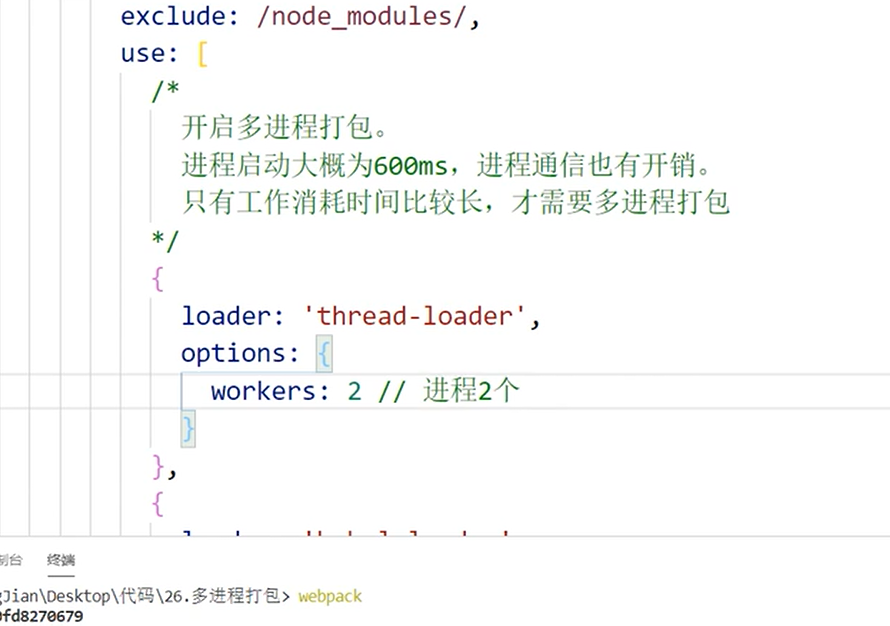 exclude: /node_modules/,
use: [
/*
开启多进程打包。
进程启动大概为600ms，进程通信也有开销。
只有工作消耗时间比较长，才需要多进程打包
*/
{
loader: 'thread-loader',
options: {
workers: 2 // 进程2个
}
},
{
制台 终端
gJian\Desktop\代码\26.多进程打包> webpack
0fd8270679